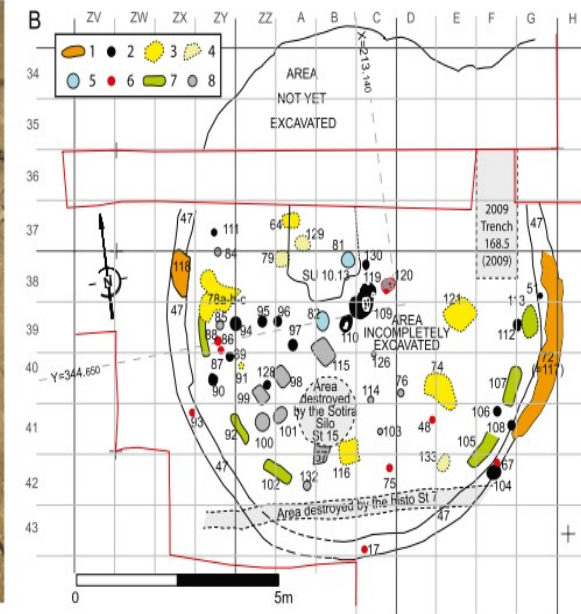 B
ZV ZW ZX ZY ZZ A B C D E F G H
1 2 3 4
5 6 7 8
X=213.140
34
AREA
NOT YET
EXCAVATED
35
36
2009
Trench
168.5
(2009)
37
47 111 64 129 47
84 79 81 130
118 SU 10.13 119 120
38
78a-b-c 51
47 85 94 95 96 82 109 121 113
39
88 86 97 110 AREA
INCOMPLETELY
EXCAVATED
112
89 115 126 72
(=117)
40
Y=344.650
87 91 128 98 74 107
90 99 Area
destroyed
by the Sotira
Silo
St 15
114 76 106
93 101 48 108
41
92 100 103 105
47 37 116 133 67
102 132 75 104
42
Area destroyed by the Histo St 7
47
43
17
0 5m